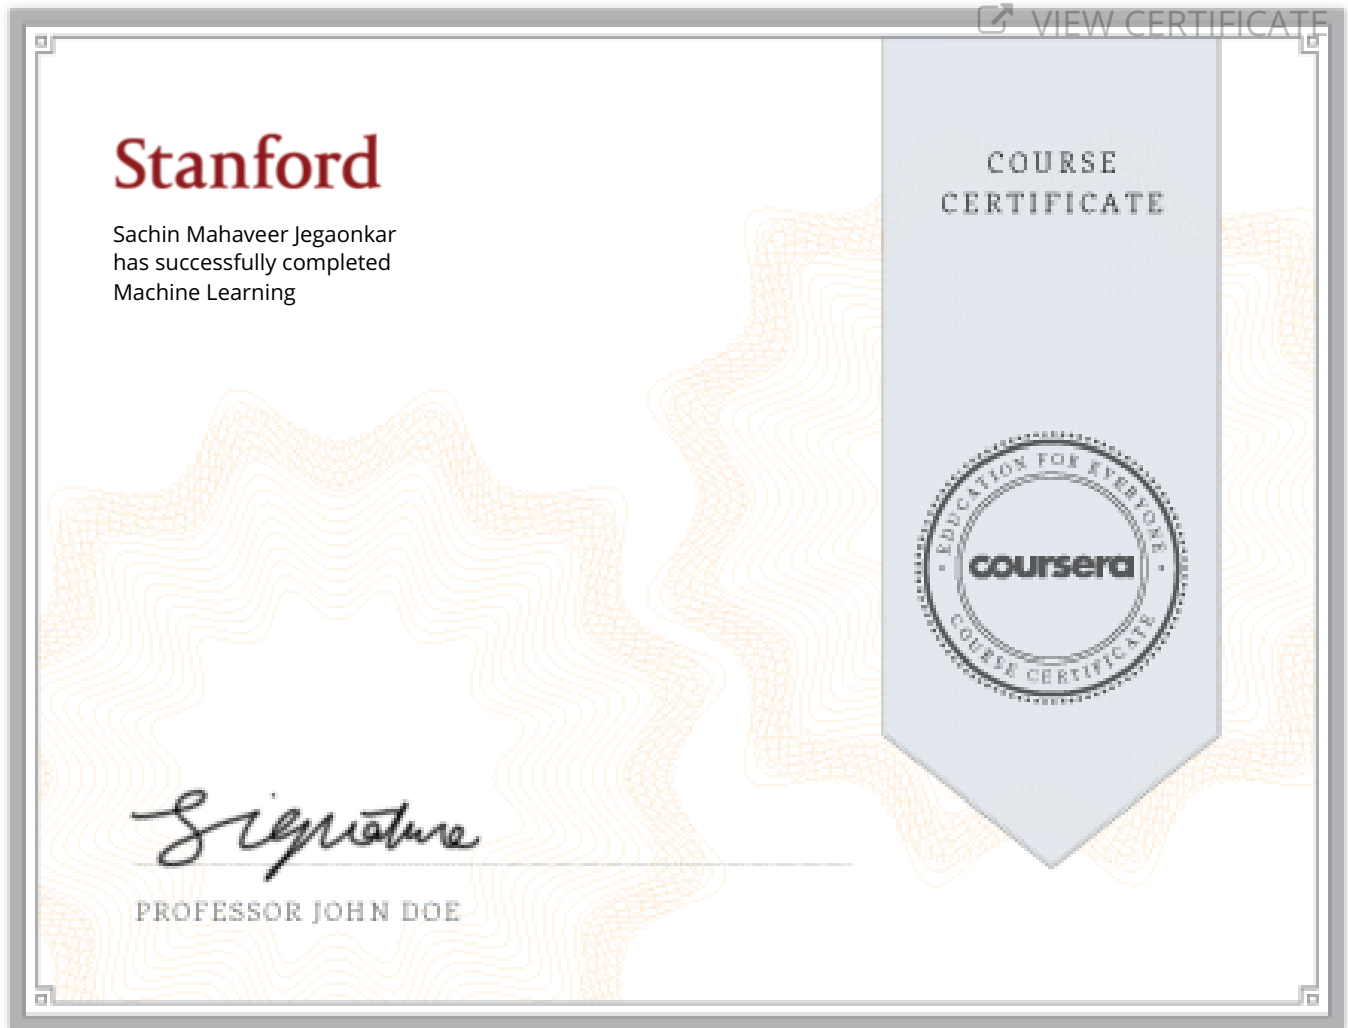 VIEW CERTIFICATE
Stanford
Sachin Mahaveer Jegaonkar
has successfully completed
Machine Learning
COURSE
CERTIFICATE
EDUCATION FOR EVERYONE
coursera
COURSE CERTIFICATE
Signature
PROFESSOR JOHN DOE